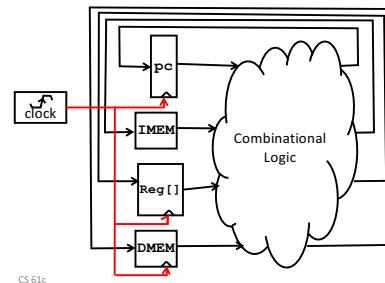 pc
clock
IMEM
Combinational
Logic
Reg[]
DMEM
CS 61c